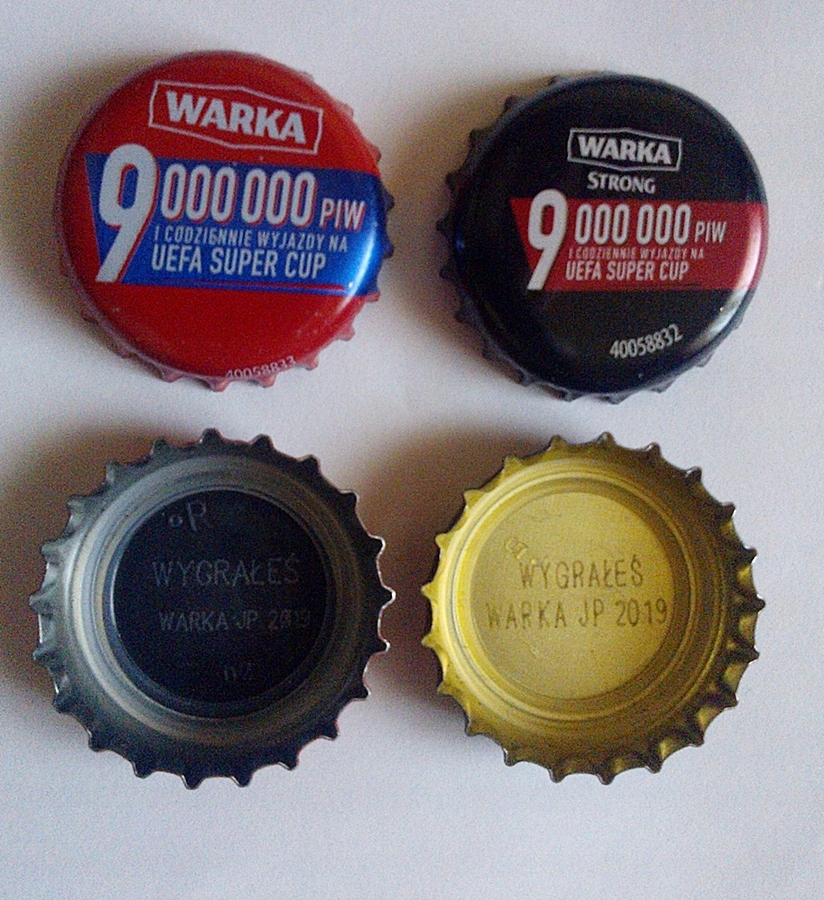 WARKA
9 000 000 PIW
I CODZIENNIE WYJAZDY NA
UEFA SUPER CUP
40058833
WARKA
STRONG
9 000 000 PIW
I CODZIENNIE WYJAZDY NA
UEFA SUPER CUP
40058832
WYGRAŁEŚ
WARKA JP 2019
WYGRAŁEŚ
WARKA JP 2019